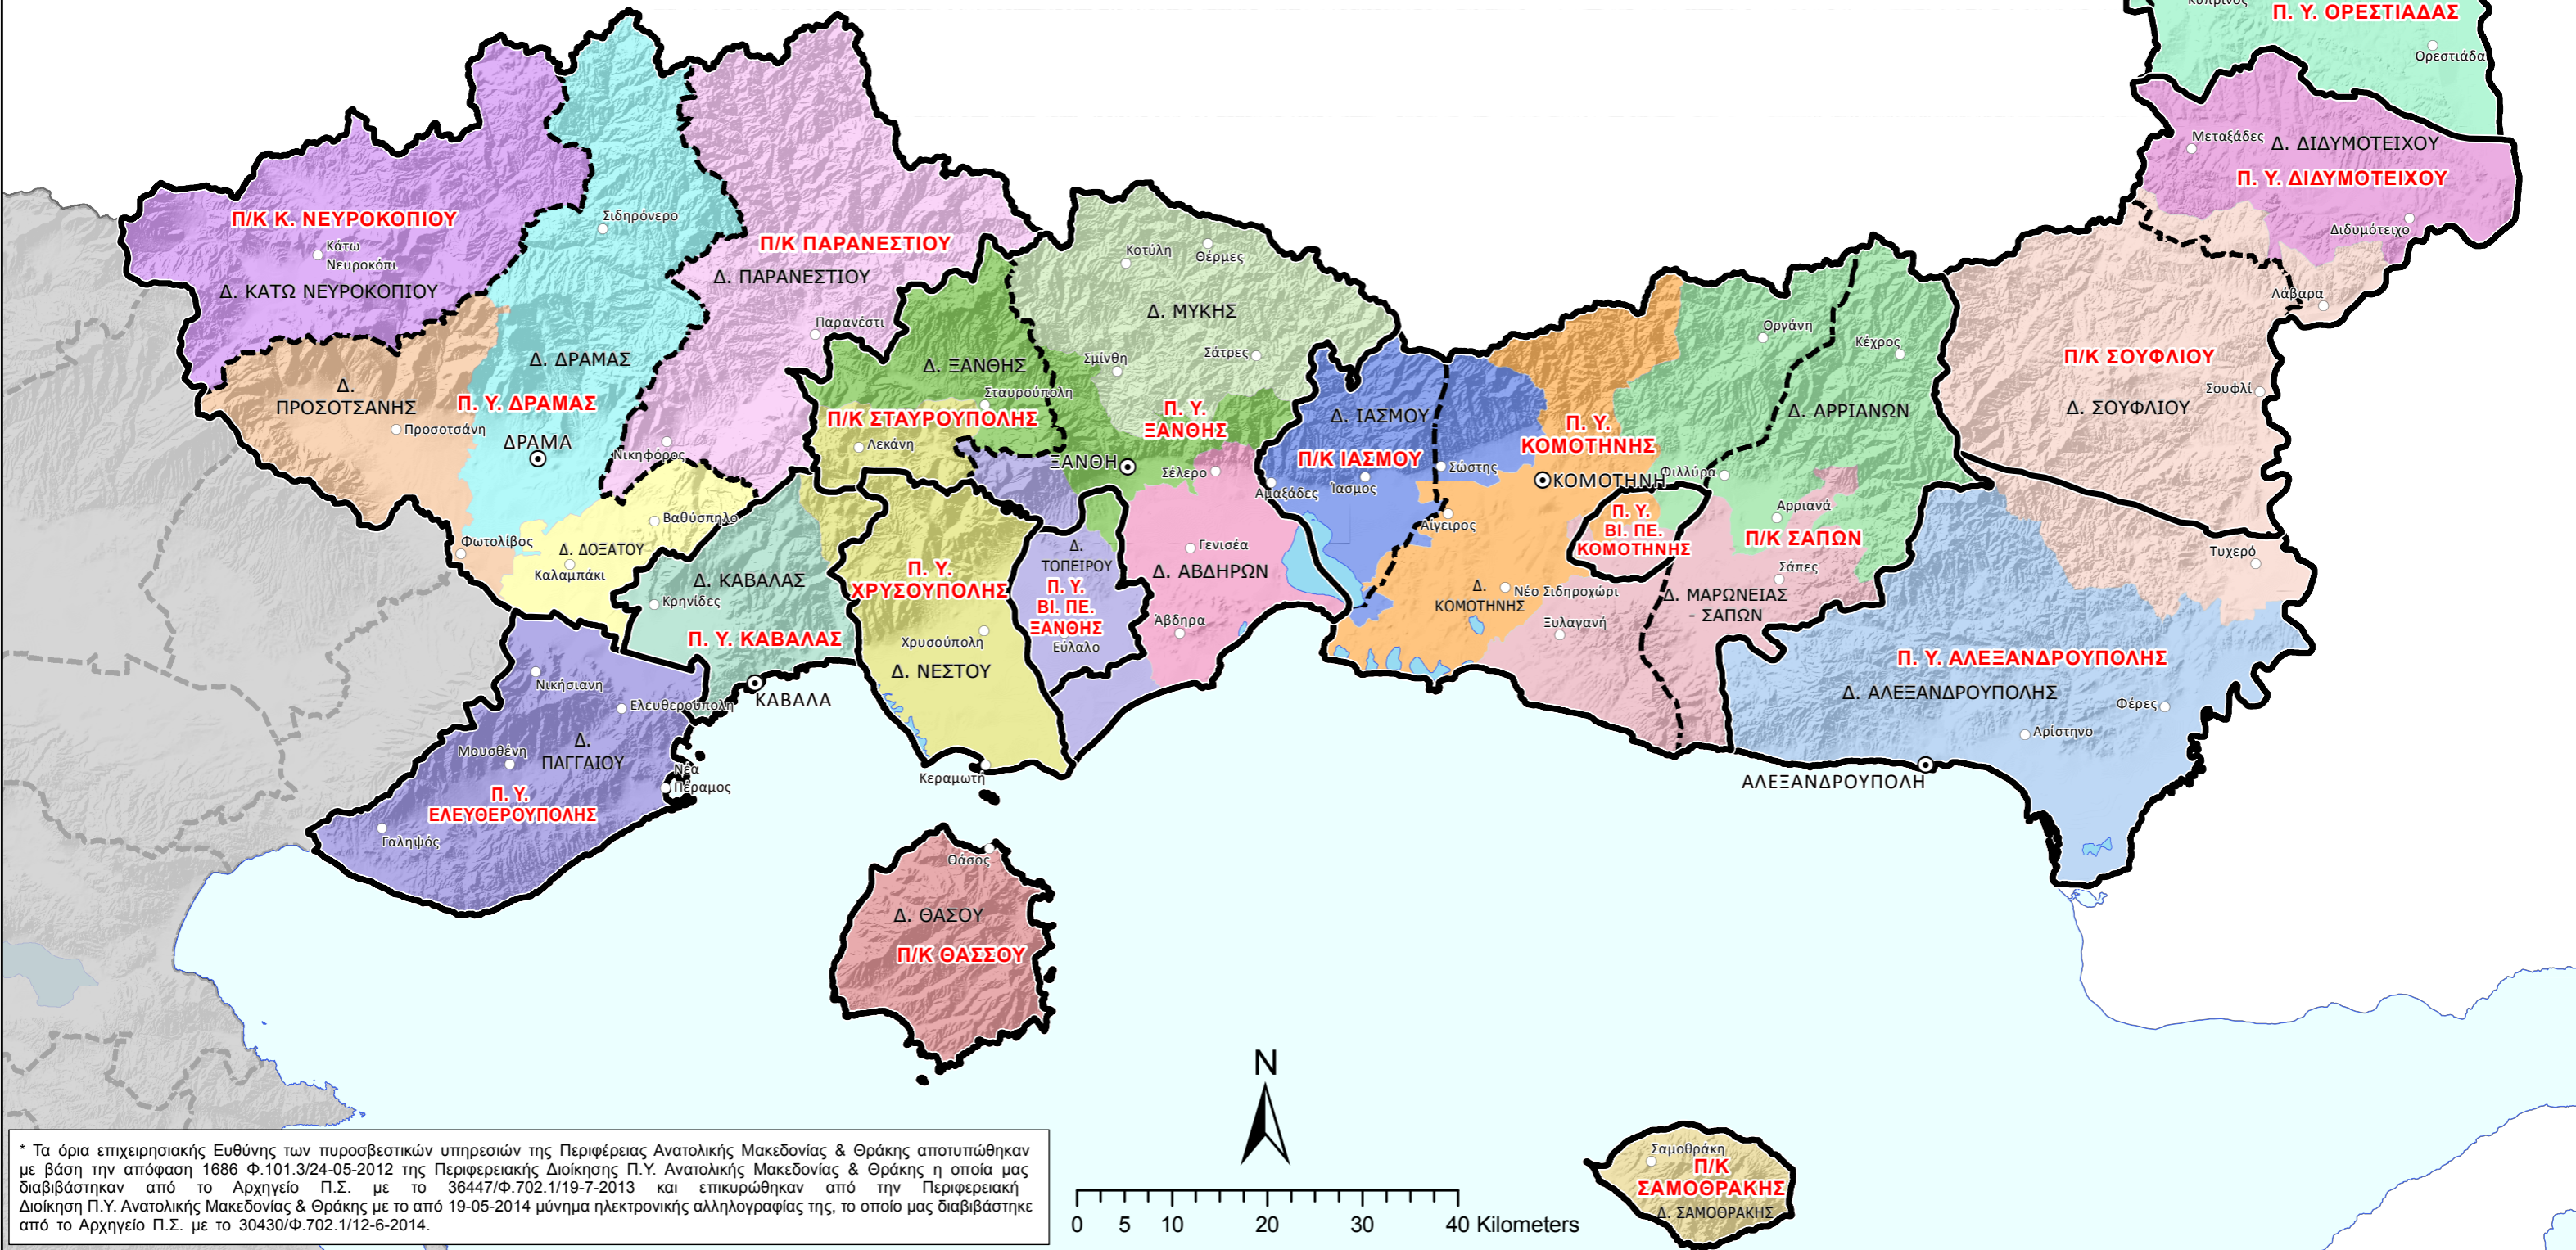 Κυπρίνος
Π. Υ. ΟΡΕΣΤΙΑΔΑΣ
Ορεστιάδα
Μεταξάδες
Δ. ΔΙΔΥΜΟΤΕΙΧΟΥ
Π. Υ. ΔΙΔΥΜΟΤΕΙΧΟΥ
Διδυμότειχο
Λάβαρα
Π/Κ Κ. ΝΕΥΡΟΚΟΠΙΟΥ
Κάτω
Νευροκόπι
Δ. ΚΑΤΩ ΝΕΥΡΟΚΟΠΙΟΥ
Σιδηρόνερο
Π/Κ ΠΑΡΑΝΕΣΤΙΟΥ
Δ. ΠΑΡΑΝΕΣΤΙΟΥ
Παρανέστι
Νικηφόρος
Δ. ΔΡΑΜΑΣ
Π. Υ. ΔΡΑΜΑΣ
ΔΡΑΜΑ
Δ.
ΠΡΟΣΟΤΣΑΝΗΣ
Προσοτσάνη
Φωτολίβος
Βαθύσπηλο
Δ. ΔΟΞΑΤΟΥ
Καλαμπάκι
Κοτύλη
Θέρμες
Δ. ΜΥΚΗΣ
Σμίνθη
Σάτρες
Δ. ΞΑΝΘΗΣ
Σταυρούπολη
Π/Κ ΣΤΑΥΡΟΥΠΟΛΗΣ
Λεκάνη
Π. Υ.
ΞΑΝΘΗΣ
ΞΑΝΘΗ
Σέλερο
Γενισέα
Δ. ΑΒΔΗΡΩΝ
Άβδηρα
Δ.
ΤΟΠΕΙΡΟΥ
Π. Υ.
ΒΙ. ΠΕ.
ΞΑΝΘΗΣ
Εύλαλο
Δ. ΙΑΣΜΟΥ
Π/Κ ΙΑΣΜΟΥ
Αμαξάδες
Ίασμος
Σώστης
Αίγειρος
Π. Υ.
ΚΟΜΟΤΗΝΗΣ
ΚΟΜΟΤΗΝΗ
Οργάνη
Κέχρος
Δ. ΑΡΡΙΑΝΩΝ
Φιλλύρα
Αρριανά
Π. Υ.
ΒΙ. ΠΕ.
ΚΟΜΟΤΗΝΗΣ
Π/Κ ΣΑΠΩΝ
Σάπες
Δ. ΜΑΡΩΝΕΙΑΣ
- ΣΑΠΩΝ
Δ.
ΚΟΜΟΤΗΝΗΣ
Νέο Σιδηροχώρι
Ξυλαγανή
Π/Κ ΣΟΥΦΛΙΟΥ
Σουφλί
Δ. ΣΟΥΦΛΙΟΥ
Τυχερό
Π. Υ. ΑΛΕΞΑΝΔΡΟΥΠΟΛΗΣ
Δ. ΑΛΕΞΑΝΔΡΟΥΠΟΛΗΣ
Φέρες
Αρίστηνο
ΑΛΕΞΑΝΔΡΟΥΠΟΛΗ
Δ. ΚΑΒΑΛΑΣ
Κρηνίδες
Π. Υ. ΚΑΒΑΛΑΣ
ΚΑΒΑΛΑ
Π. Υ.
ΧΡΥΣΟΥΠΟΛΗΣ
Χρυσούπολη
Δ. ΝΕΣΤΟΥ
Κεραμωτή
Νικήσιανη
Ελευθερούπολη
Μουσθένη
Δ.
ΠΑΓΓΑΙΟΥ
Νέα
Πέραμος
Π. Υ.
ΕΛΕΥΘΕΡΟΥΠΟΛΗΣ
Γαληψός
Θάσος
Δ. ΘΑΣΟΥ
Π/Κ ΘΑΣΣΟΥ
N
0 5 10 20 30 40 Kilometers
Σαμοθράκη
Π/Κ
ΣΑΜΟΘΡΑΚΗΣ
Δ. ΣΑΜΟΘΡΑΚΗΣ
* Τα όρια επιχειρησιακής Ευθύνης των πυροσβεστικών υπηρεσιών της Περιφέρειας Ανατολικής Μακεδονίας & Θράκης αποτυπώθηκαν
με βάση την απόφαση 1686 Φ.101.3/24-05-2012 της Περιφερειακής Διοίκησης Π.Υ. Ανατολικής Μακεδονίας & Θράκης η οποία μας
διαβιβάστηκαν από το Αρχηγείο Π.Σ. με το 36447/Φ.702.1/19-7-2013 και επικυρώθηκαν από την Περιφερειακή
Διοίκηση Π.Υ. Ανατολικής Μακεδονίας & Θράκης με το από 19-05-2014 μύνημα ηλεκτρονικής αλληλογραφίας της, το οποίο μας διαβιβάστηκε
από το Αρχηγείο Π.Σ. με το 30430/Φ.702.1/12-6-2014.